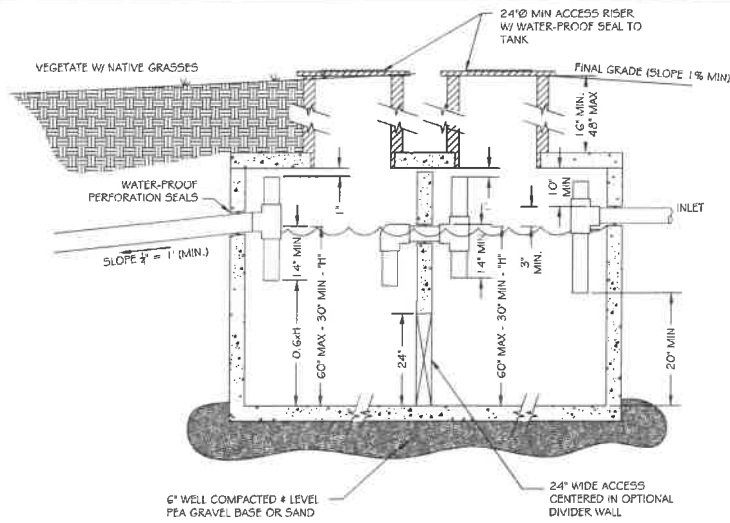 24"Ø MIN ACCESS RISER
W/ WATER-PROOF SEAL TO
TANK
VEGETATE W/ NATIVE GRASSES
FINAL GRADE (SLOPE 1% MIN)
16" MIN.
48" MAX
WATER-PROOF
PERFORATION SEALS
1"
1"
10"
MIN
INLET
SLOPE ¼" = 1' (MIN.)
14" MIN
14" MIN
3"
MIN.
0.6xH
60" MAX - 30" MIN - "H"
24"
60" MAX - 30" MIN - "H"
20" MIN
6" WELL COMPACTED & LEVEL
PEA GRAVEL BASE OR SAND
24" WIDE ACCESS
CENTERED IN OPTIONAL
DIVIDER WALL